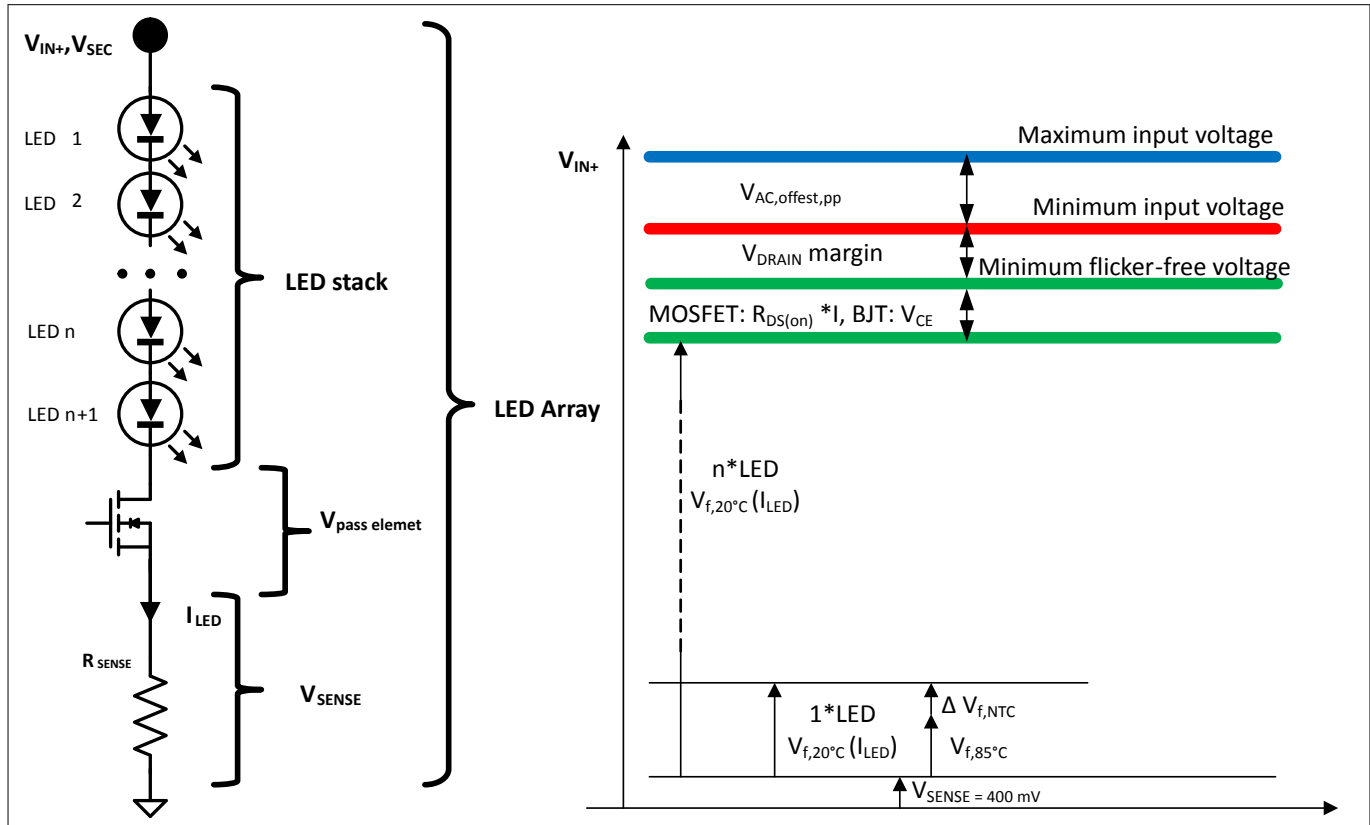 VIN+,VSEC
LED 1
LED 2
LED n
LED n+1
LED stack
Vpass elemet
ILED
R SENSE
VSENSE
LED Array
VIN+
Maximum input voltage
VAC,offest,pp
Minimum input voltage
VDRAIN margin
Minimum flicker-free voltage
MOSFET: RDS(on) *I, BJT: VCE
n*LED
Vf,20°C (ILED)
1*LED
Vf,20°C (ILED)
Δ Vf,NTC
Vf,85°C
VSENSE = 400 mV